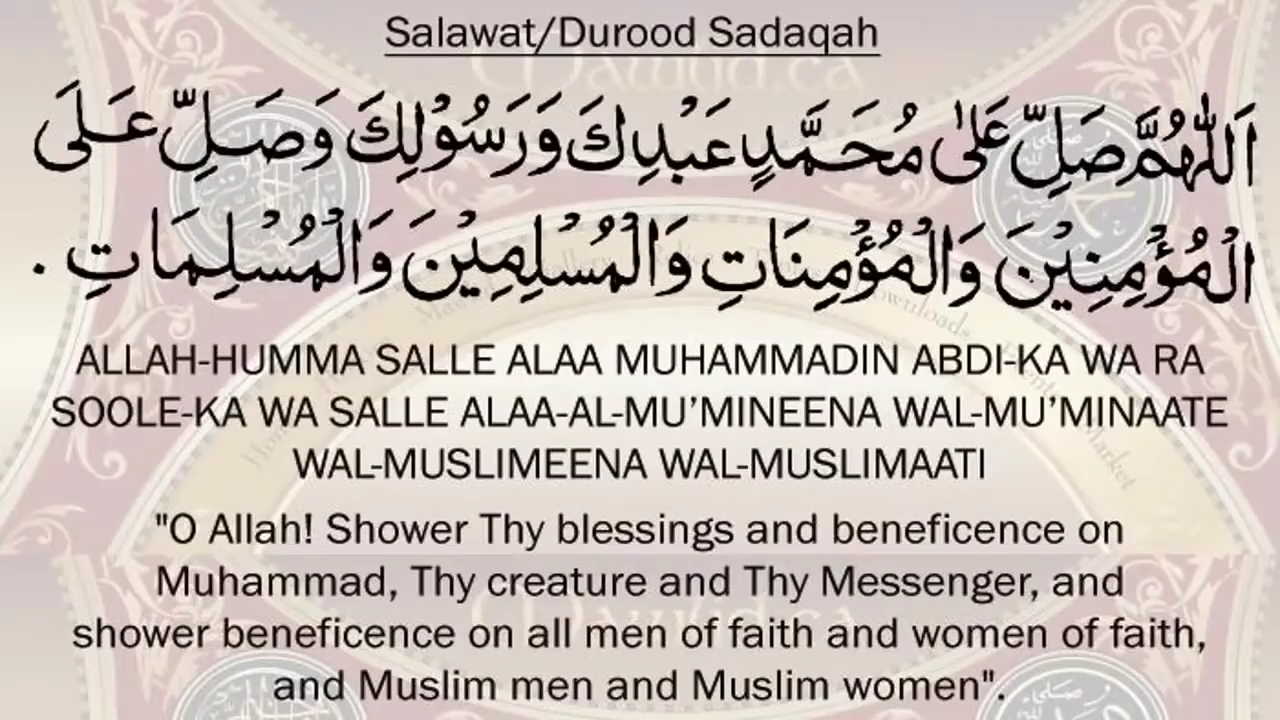 Salawat/Durood Sadaqah
اَللّٰهُمَّ صَلِّ عَلٰى مُحَمَّدٍ عَبْدِكَ وَرَسُوْلِكَ وَصَلِّ عَلَى
الْمُؤْمِنِيْنَ وَالْمُؤْمِنَاتِ وَالْمُسْلِمِيْنَ وَالْمُسْلِمَاتِ .
ALLAH-HUMMA SALLE ALAA MUHAMMADIN ABDI-KA WA RA
SOOLE-KA WA SALLE ALAA-AL-MU’MINEENA WAL-MU’MINAATE
WAL-MUSLIMEENA WAL-MUSLIMAATI
"O Allah! Shower Thy blessings and beneficence on
Muhammad, Thy creature and Thy Messenger, and
shower beneficence on all men of faith and women of faith,
and Muslim men and Muslim women".